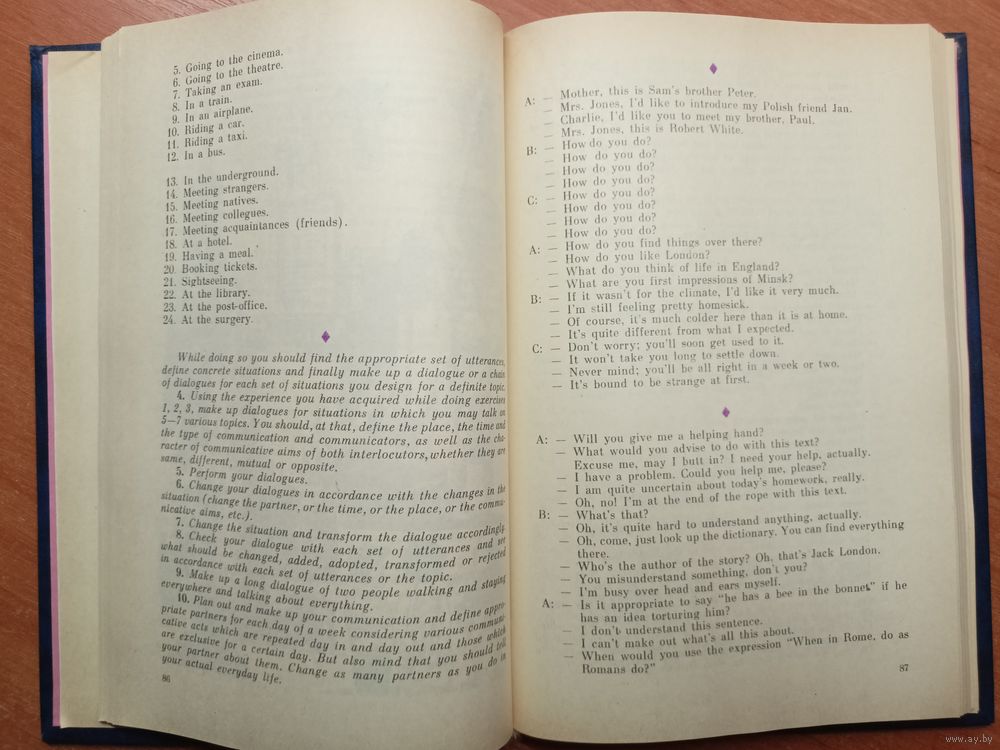 5. Going to the cinema.
6. Going to the theatre.
7. Taking an exam.
8. In a train.
9. In an airplane.
10. Riding a car.
11. Riding a taxi.
12. In a bus.
13. In the underground.
14. Meeting strangers.
15. Meeting natives.
16. Meeting collegues.
17. Meeting acquaintances (friends).
18. At a hotel.
19. Having a meal.
20. Booking tickets.
21. Sightseeing.
22. At the library.
23. At the post-office.
24. At the surgery.
While doing so you should find the appropriate set of utterances,
define concrete situations and finally make up a dialogue or a chain
of dialogues for each set of situations you design for a definite topic.
4. Using the experience you have acquired while doing exercises
1, 2, 3, make up dialogues for situations in which you may talk on
5—7 various topics. You should, at that, define the place, the time and
the type of communication and communicators, as well as the cha-
racter of communicative aims of both interlocutors, whether they are
same, different, mutual or opposite.
5. Perform your dialogues.
6. Change your dialogues in accordance with the changes in the
situation (change the partner, or the time, or the place, or the commu-
nicative aims, etc.).
7. Change the situation and transform the dialogue accordingly.
8. Check your dialogue with each set of utterances and see
what should be changed, added, adopted, transformed or rejected
in accordance with each set of utterances or the topic.
9. Make up a long dialogue of two people walking and staying
everywhere and talking about everything.
10. Plan out and make up your communication and define appro-
priate partners for each day of a week considering various communi-
cative acts which are repeated day in and day out and those which
are exclusive for a certain day. But also mind that you should tell
your partner about them. Change as many partners as you do in
your actual everyday life.
86
A: — Mother, this is Sam's brother Peter.
— Mrs. Jones, I'd like to introduce my Polish friend Jan.
— Charlie, I'd like you to meet my brother, Paul.
— Mrs. Jones, this is Robert White.
B: — How do you do?
— How do you do?
— How do you do?
— How do you do?
C: — How do you do?
— How do you do?
— How do you do?
— How do you do?
A: — How do you find things over there?
— How do you like London?
— What do you think of life in England?
— What are you first impressions of Minsk?
B: — If it wasn't for the climate, I'd like it very much.
— I'm still feeling pretty homesick.
— Of course, it's much colder here than it is at home.
— It's quite different from what I expected.
C: — Don't worry; you'll soon get used to it.
— It won't take you long to settle down.
— Never mind; you'll be all right in a week or two.
— It's bound to be strange at first.
A: — Will you give me a helping hand?
— What would you advise to do with this text?
Excuse me, may I butt in? I need your help, actually.
— I have a problem. Could you help me, please?
— I am quite uncertain about today's homework, really.
— Oh, no! I'm at the end of the rope with this text.
B: — What's that?
— Oh, it's quite hard to understand anything, actually.
— Oh, come, just look up the dictionary. You can find everything
there.
— Who's the author of the story? Oh, that's Jack London.
— You misunderstand something, don't you?
— I'm busy over head and ears myself.
A: — Is it appropriate to say "he has a bee in the bonnet" if he
has an idea torturing him?
— I don't understand this sentence.
— I can't make out what's all this about.
— When would you use the expression "When in Rome, do as
Romans do?"
87
www.ay.by